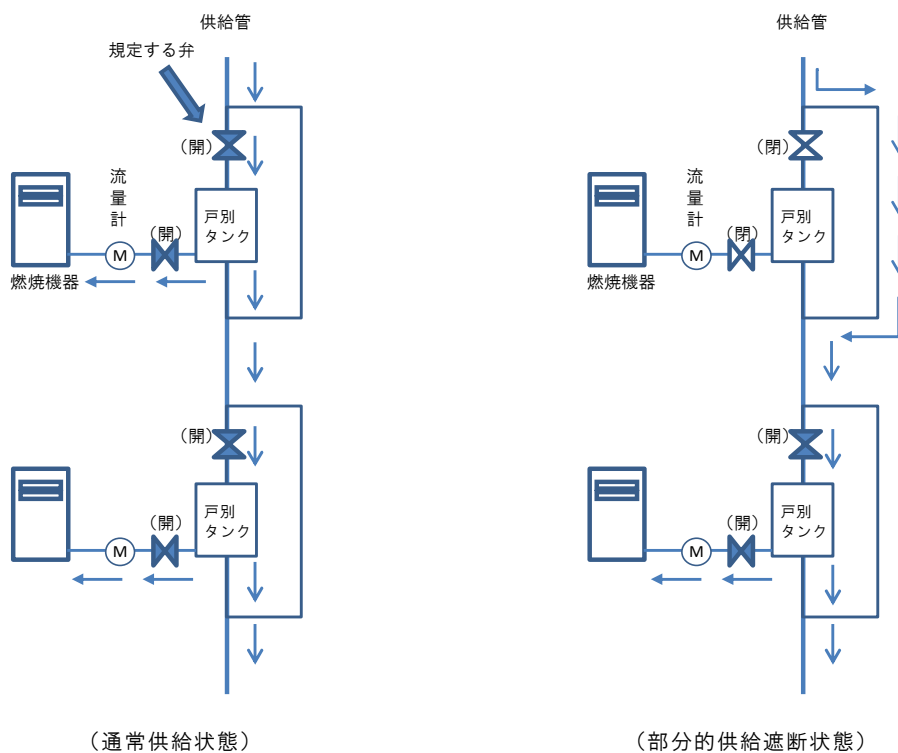 供給管
規定する弁
（開）
流量計
戸別
タンク
（開）
M
燃焼機器
（開）
戸別
タンク
（開）
M
（通常供給状態）
供給管
（閉）
流量計
戸別
タンク
（閉）
M
燃焼機器
（開）
戸別
タンク
（開）
M
（部分的供給遮断状態）